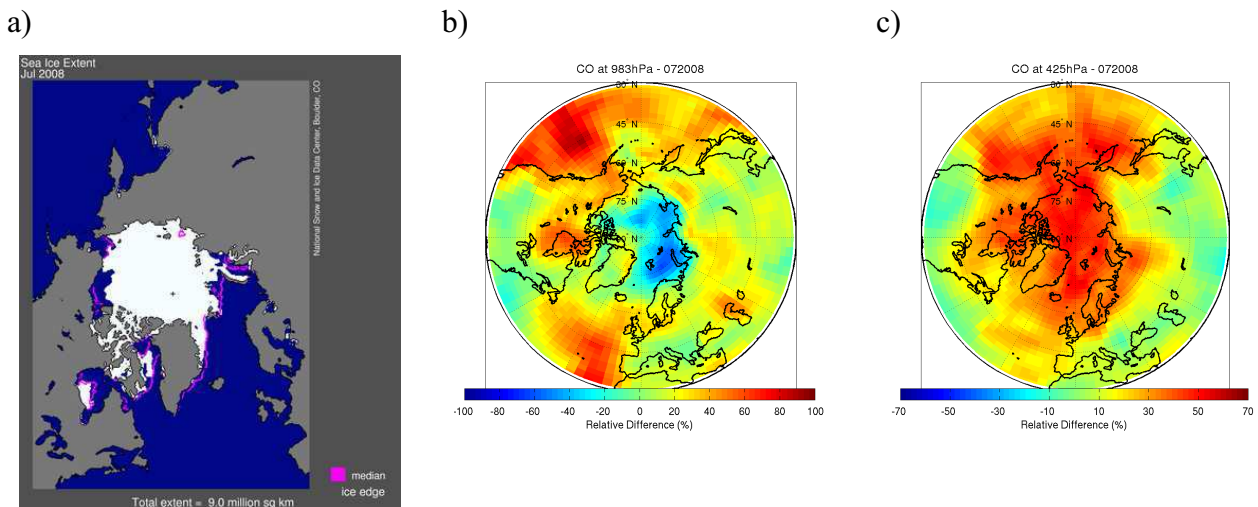 a)
b)
c)
Sea Ice Extent
Jul 2008
National Snow and Ice Data Center, Boulder, CO
median
ice edge
Total extent = 9.0 million sq km
CO at 983hPa - 072008
30 N
45 N
60 N
75 N
90 N
-100 -80 -60 -40 -20 0 20 40 60 80 100
Relative Difference (%)
CO at 425hPa - 072008
30 N
45 N
60 N
75 N
90 N
-70 -50 -30 -10 10 30 50 70
Relative Difference (%)